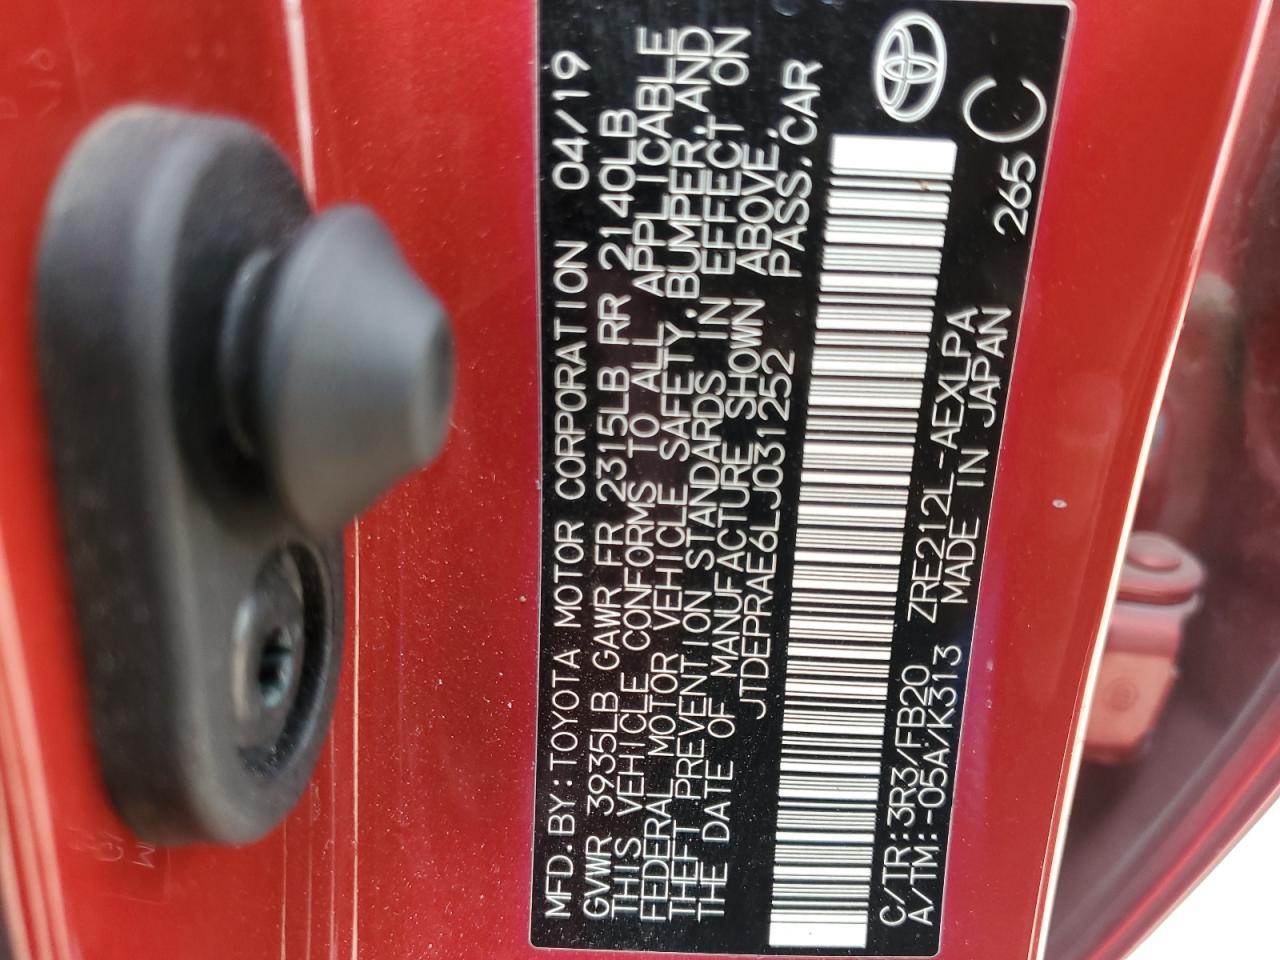 MFD.BY:TOYOTA MOTOR CORPORATION 04/19
GVWR 3935LB GAWR FR 2315LB RR 2140LB
THIS VEHICLE CONFORMS TO ALL APPLICABLE
FEDERAL MOTOR VEHICLE SAFETY,BUMPER,AND
THEFT PREVENTION STANDARDS IN EFFECT ON
THE DATE OF MANUFACTURE SHOWN ABOVE.
JTDEPRAE6LJ031252 PASS.CAR
C/TR:3R3/FB20 ZRE212L-AEXLPA
A/TM:-05A/K313 MADE IN JAPAN 265
C